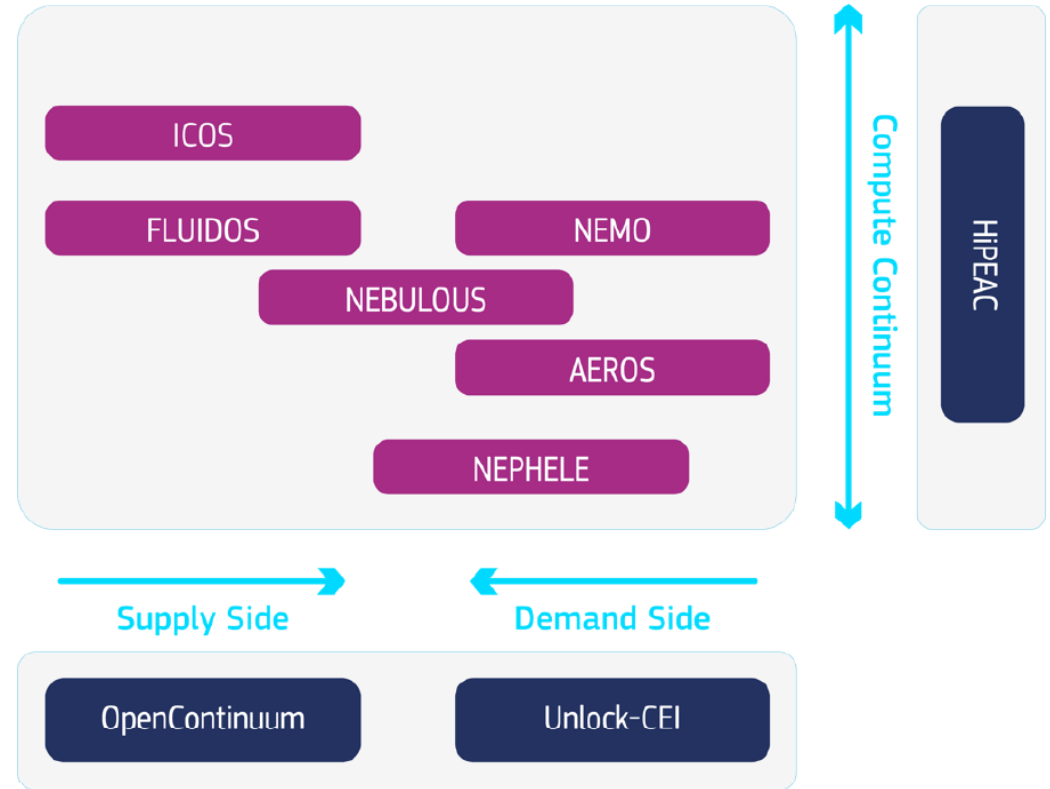 ICOS
FLUIDOS
NEMO
NEBULOUS
AEROS
NEPHELE
Compute Continuum
HiPEAC
Supply Side
Demand Side
OpenContinuum
Unlock-CEI